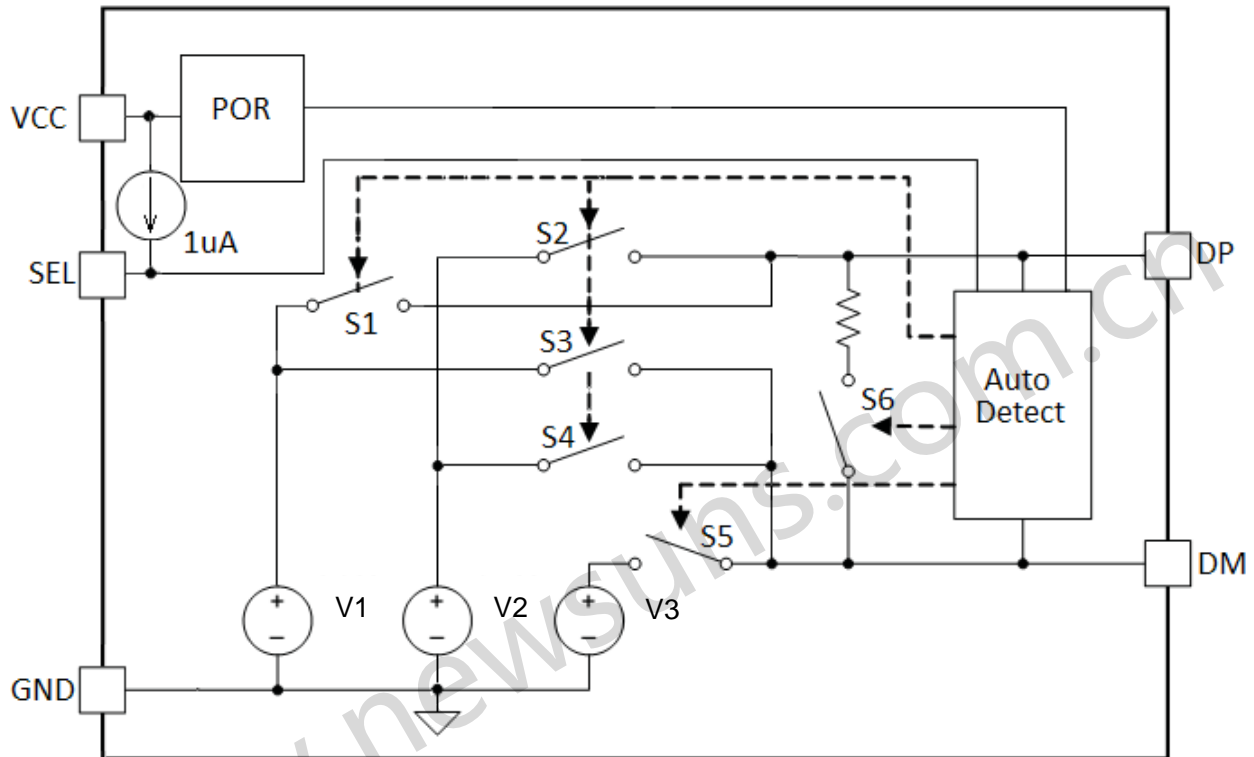 POR
VCC
1uA
SEL
S2
DP
S1
S3
S6
Auto
Detect
S4
S5
DM
V1
V2
V3
GND
+
−
+
−
+
−
.newsuns.com.cn